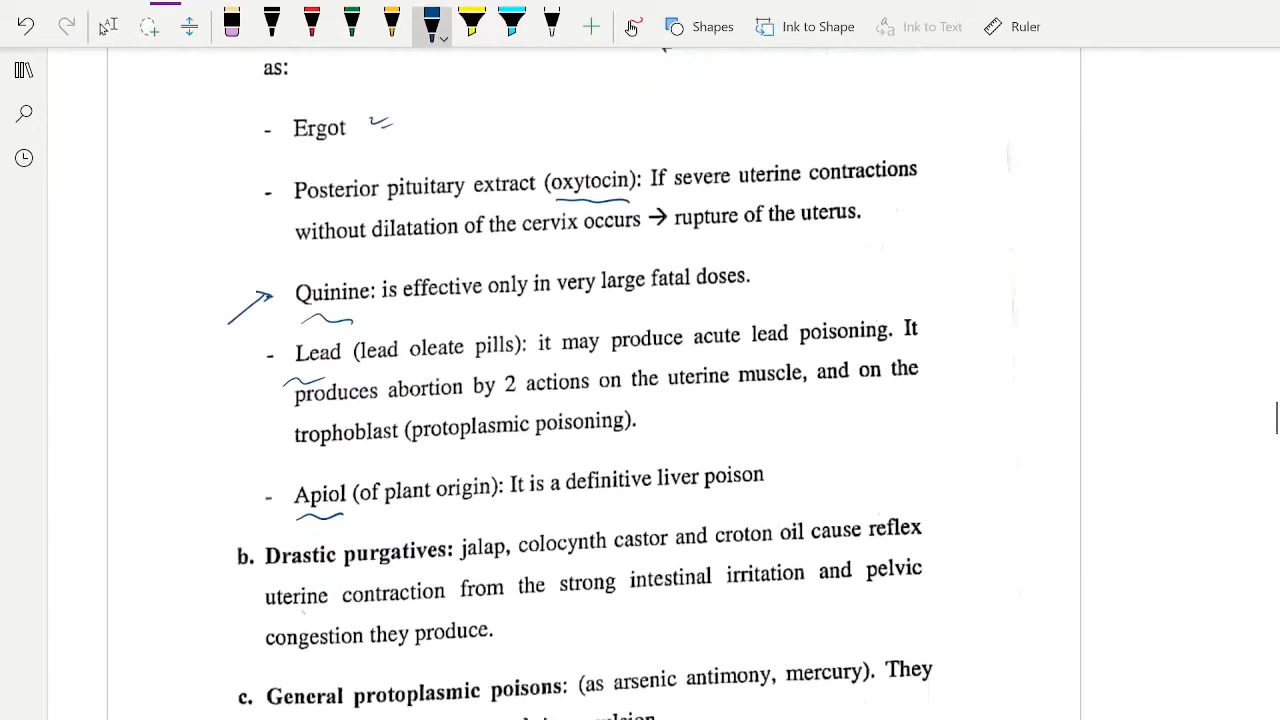 Shapes
Ink to Shape
Ink to Text
Ruler
as:
- Ergot
- Posterior pituitary extract (oxytocin): If severe uterine contractions
without dilatation of the cervix occurs → rupture of the uterus.
Quinine: is effective only in very large fatal doses.
- Lead (lead oleate pills): it may produce acute lead poisoning. It
produces abortion by 2 actions on the uterine muscle, and on the
trophoblast (protoplasmic poisoning).
- Apiol (of plant origin): It is a definitive liver poison
b. Drastic purgatives: jalap, colocynth castor and croton oil cause reflex
uterine contraction from the strong intestinal irritation and pelvic
congestion they produce.
c. General protoplasmic poisons: (as arsenic antimony, mercury). They